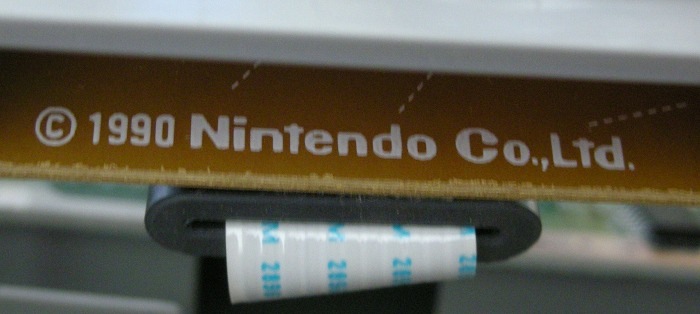 © 1990 Nintendo Co.,Ltd.